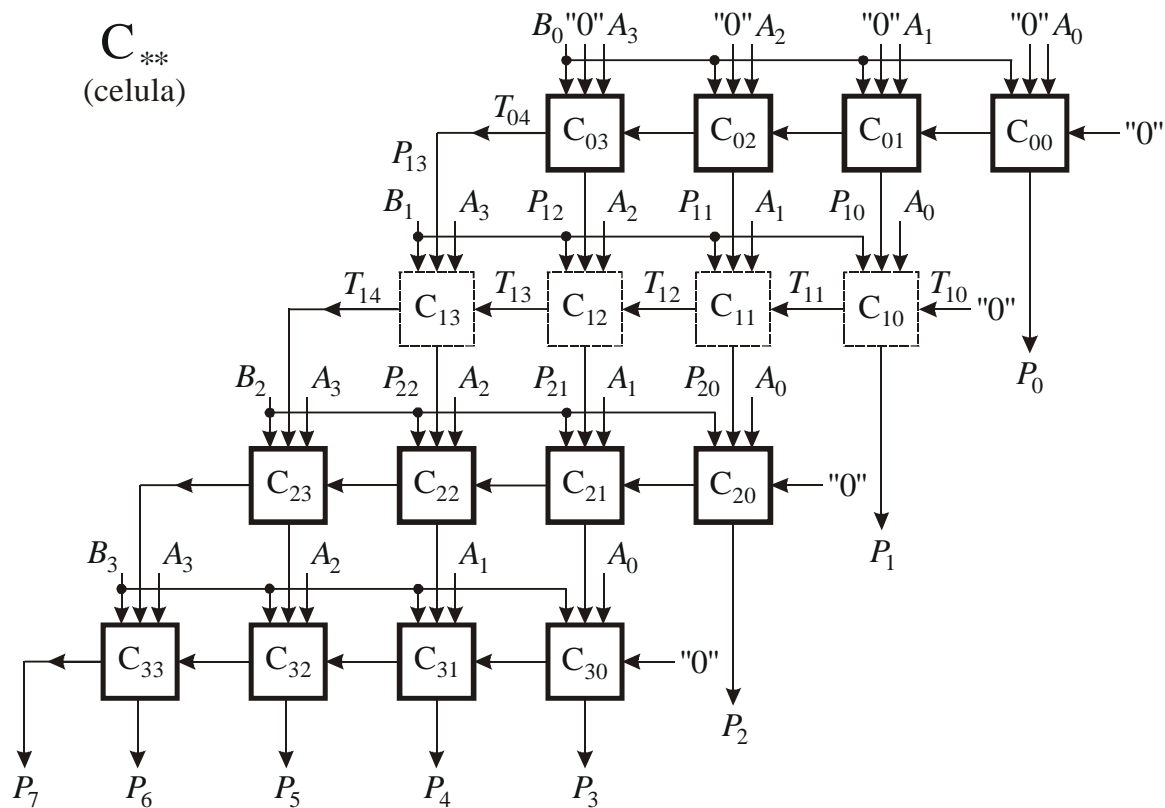 C**
(celula)
B0 "0" A3 "0" A2 "0" A1 "0" A0
T04 C03 C02 C01 C00 "0"
P13
B1 A3 P12 A2 P11 A1 P10 A0
T14 C13 T13 C12 T12 C11 T11 C10 T10 "0"
P0
B2 A3 P22 A2 P21 A1 P20 A0
C23 C22 C21 C20 "0"
P1
B3 A3 A2 A1 A0
C33 C32 C31 C30 "0"
P2
P7 P6 P5 P4 P3